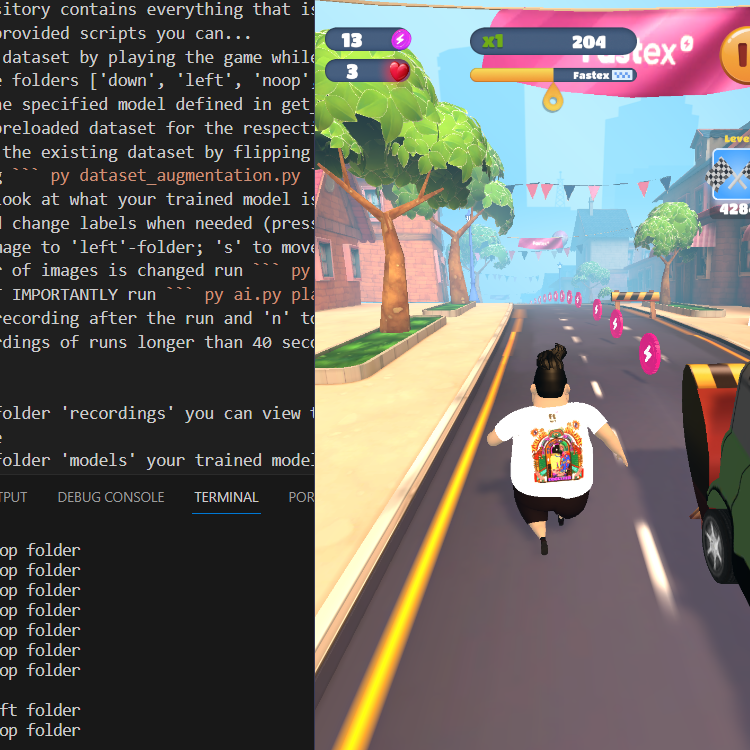 sitory contains everything that is
provided scripts you can...
dataset by playing the game while
e folders ['down', 'left', 'noop',
he specified model defined in get_
preloaded dataset for the respecti
the existing dataset by flipping
g ``` py dataset_augmentation.py
look at what your trained model is
d change labels when needed (press
mage to 'left'-folder; 's' to move
r of images is changed run ``` py
T IMPORTANTLY run ``` py ai.py pla
recording after the run and 'n' to
rdings of runs longer than 40 seco
folder 'recordings' you can view t
e
folder 'models' your trained model
TPUT DEBUG CONSOLE TERMINAL POR
op folder
op folder
op folder
op folder
op folder
op folder
op folder
ft folder
op folder
13
3
x1 204
Fastex
Fastex
Leve
428